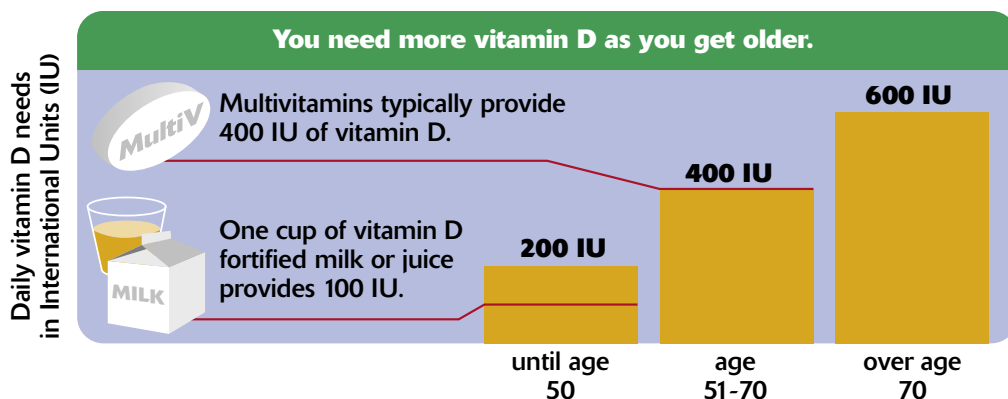 You need more vitamin D as you get older.
Daily vitamin D needs
in International Units (IU)
MultiV
Multivitamins typically provide
400 IU of vitamin D.
MILK
One cup of vitamin D
fortified milk or juice
provides 100 IU.
200 IU
400 IU
600 IU
until age
50
age
51-70
over age
70